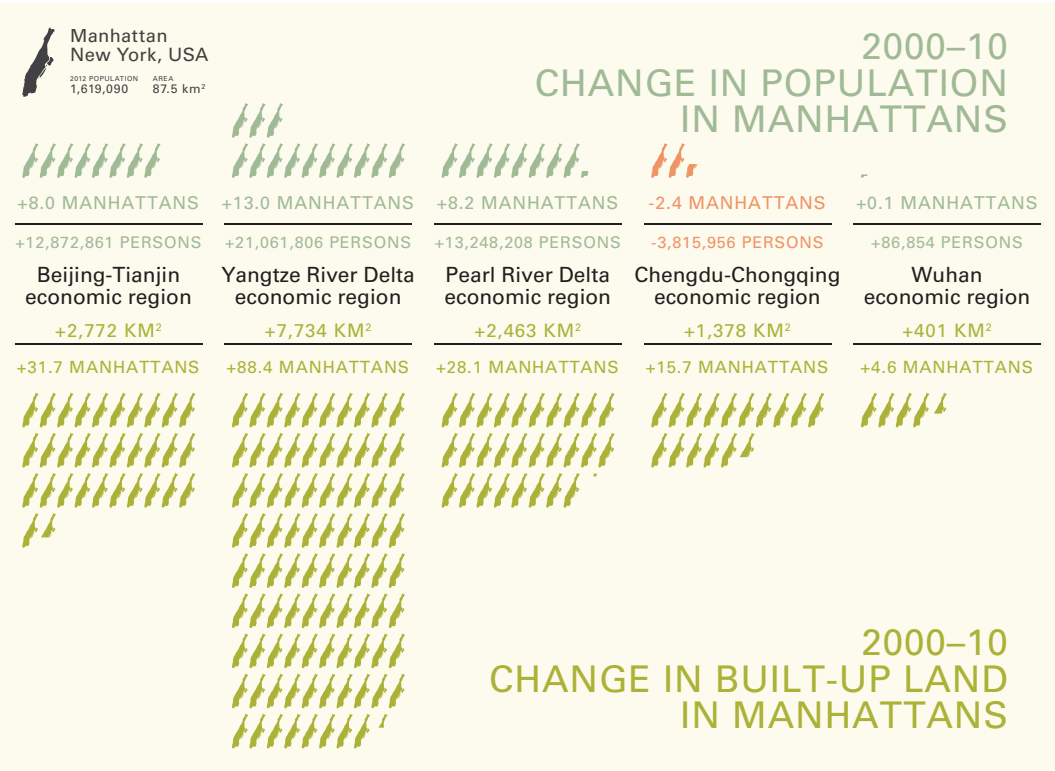 Manhattan
New York, USA
2012 POPULATION AREA
1,619,090 87.5 km²
2000–10
CHANGE IN POPULATION
IN MANHATTANS
+8.0 MANHATTANS +13.0 MANHATTANS +8.2 MANHATTANS -2.4 MANHATTANS +0.1 MANHATTANS
+12,872,861 PERSONS +21,061,806 PERSONS +13,248,208 PERSONS -3,815,956 PERSONS +86,854 PERSONS
Beijing-Tianjin Yangtze River Delta Pearl River Delta Chengdu-Chongqing Wuhan
economic region economic region economic region economic region economic region
+2,772 KM² +7,734 KM² +2,463 KM² +1,378 KM² +401 KM²
+31.7 MANHATTANS +88.4 MANHATTANS +28.1 MANHATTANS +15.7 MANHATTANS +4.6 MANHATTANS
2000–10
CHANGE IN BUILT-UP LAND
IN MANHATTANS